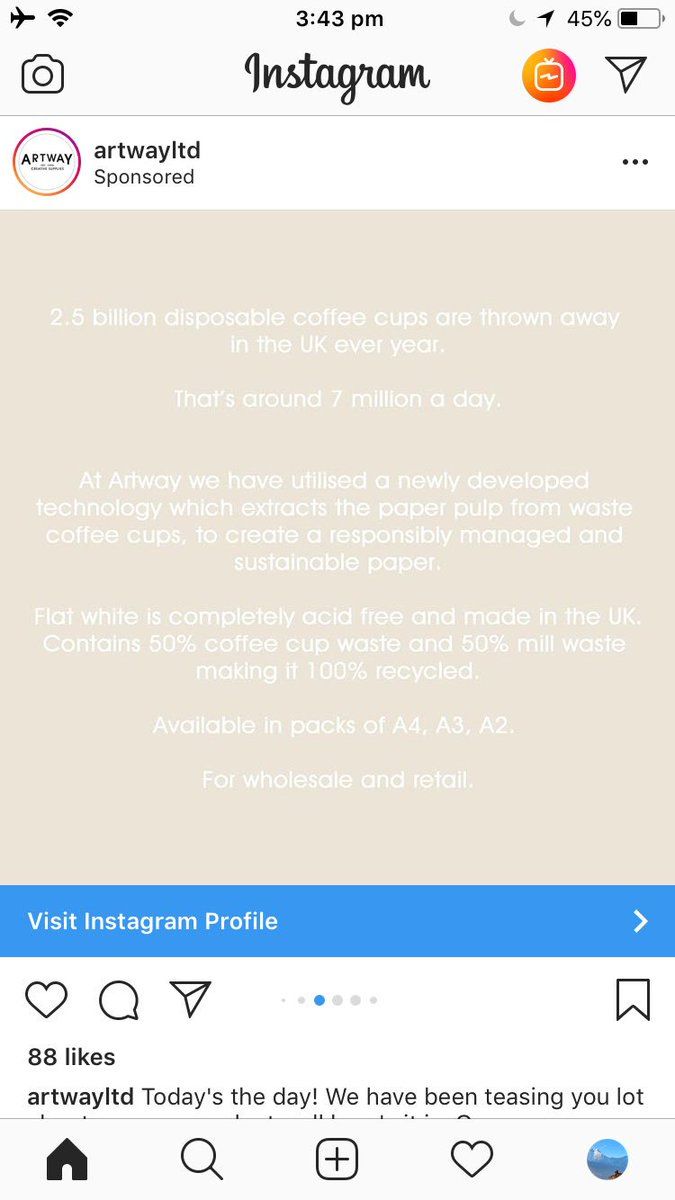 3:43 pm
45%
Instagram
ARTWAY
artwayltd
Sponsored
2.5 billion disposable coffee cups are thrown away
in the UK ever year.
That's around 7 million a day.
At Artway we have utilised a newly developed
technology which extracts the paper pulp from waste
coffee cups, to create a responsibly managed and
sustainable paper.
Flat white is completely acid free and made in the UK.
Contains 50% coffee cup waste and 50% mill waste
making it 100% recycled.
Available in packs of A4, A3, A2.
For wholesale and retail.
Visit Instagram Profile
88 likes
artwayltd Today's the day! We have been teasing you lot